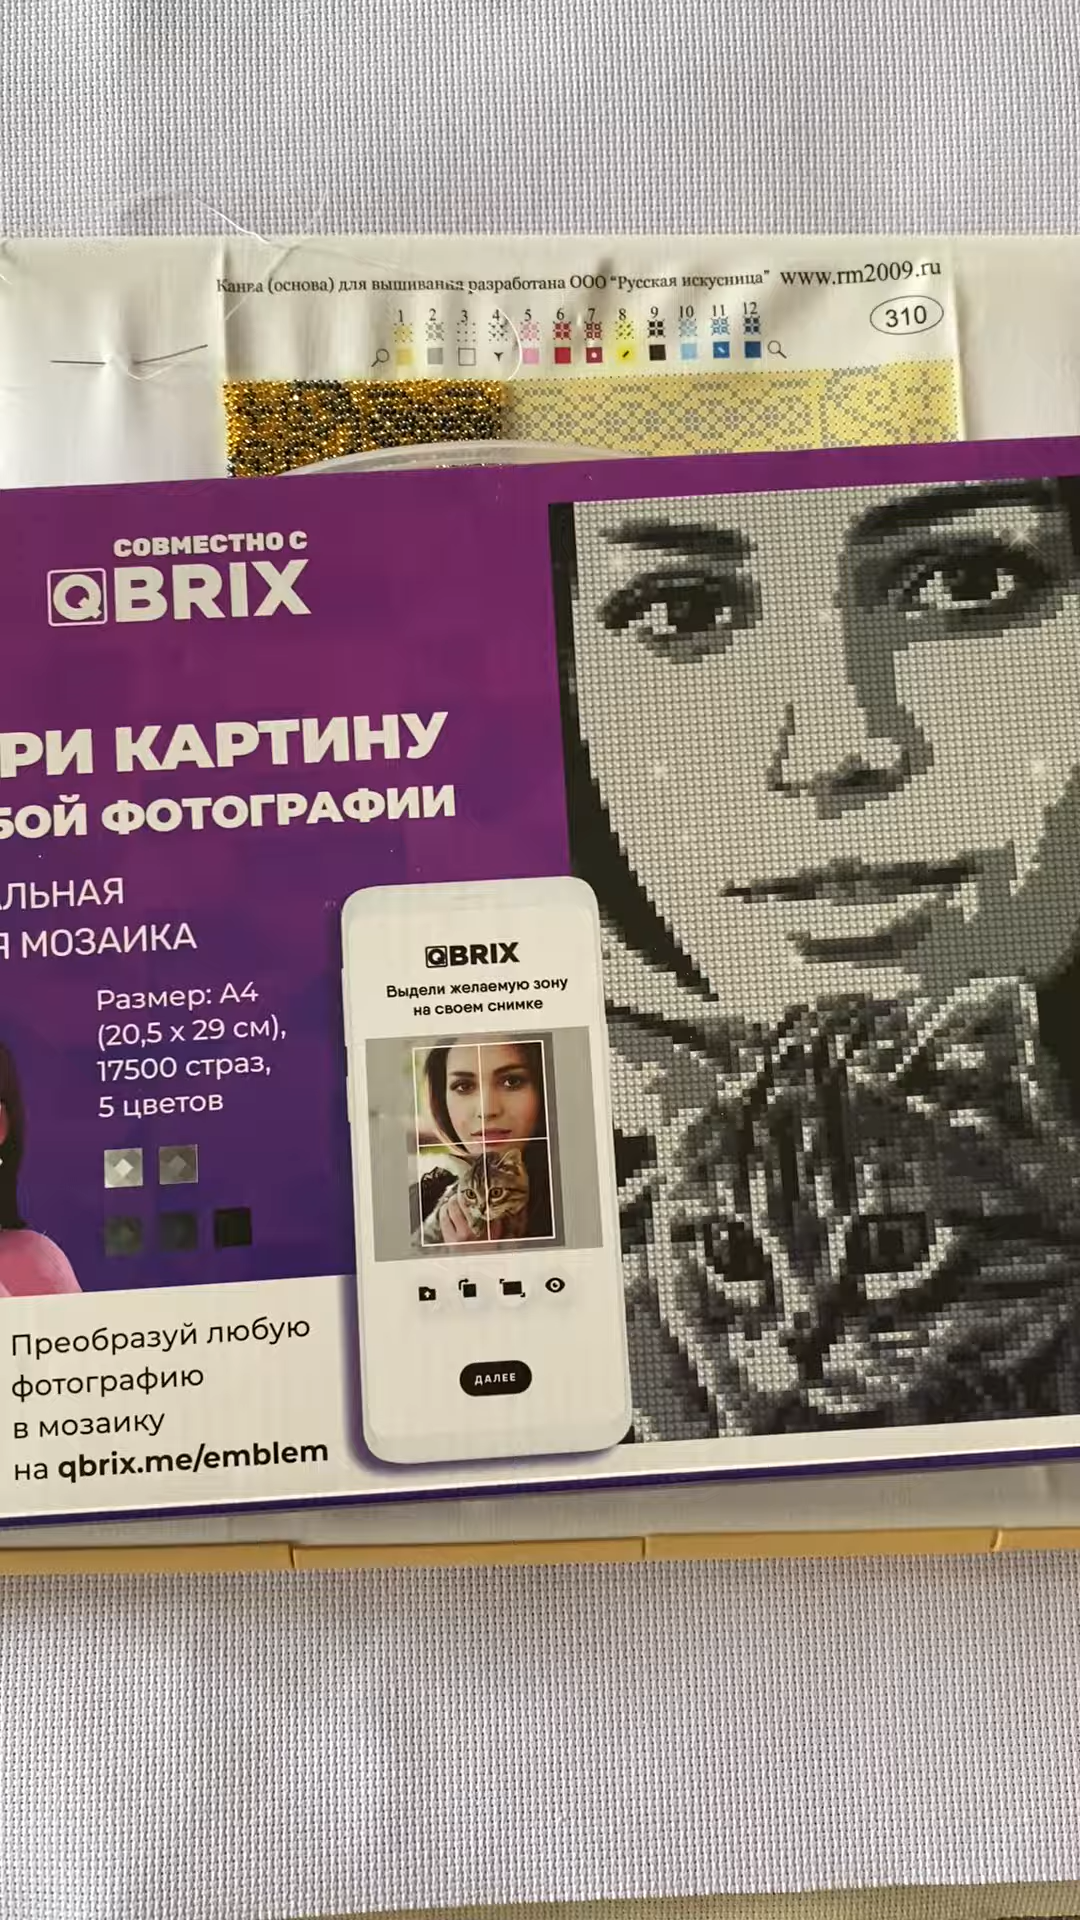 Канва (основа) для вышивания разработана ООО "Русская искусница" www.rm2009.ru
310
1 2 3 4 5 6 7 8 9 10 11 12
СОВМЕСТНО С
QBRIX
РИ КАРТИНУ
БОЙ ФОТОГРАФИИ
ЛЬНАЯ
Я МОЗАИКА
Размер: А4
(20,5 х 29 см),
17500 страз,
5 цветов
QBRIX
Выдели желаемую зону
на своем снимке
ДАЛЕЕ
Преобразуй любую
фотографию
в мозаику
на qbrix.me/emblem